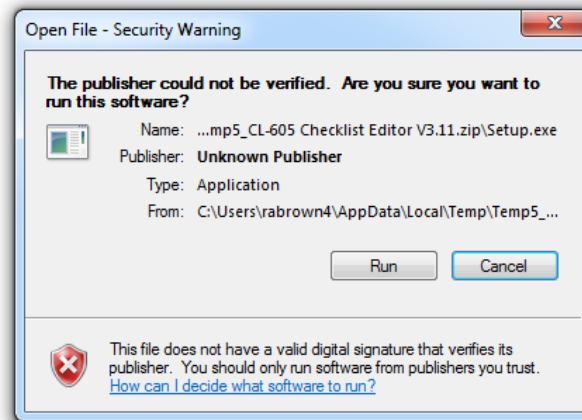 Open File - Security Warning
The publisher could not be verified.  Are you sure you want to
run this software?
Name: ...mp5_CL-605 Checklist Editor V3.11.zip\Setup.exe
Publisher: Unknown Publisher
Type: Application
From: C:\Users\rabrown4\AppData\Local\Temp\Temp5_...
Run Cancel
This file does not have a valid digital signature that verifies its
publisher.  You should only run software from publishers you trust.
How can I decide what software to run?